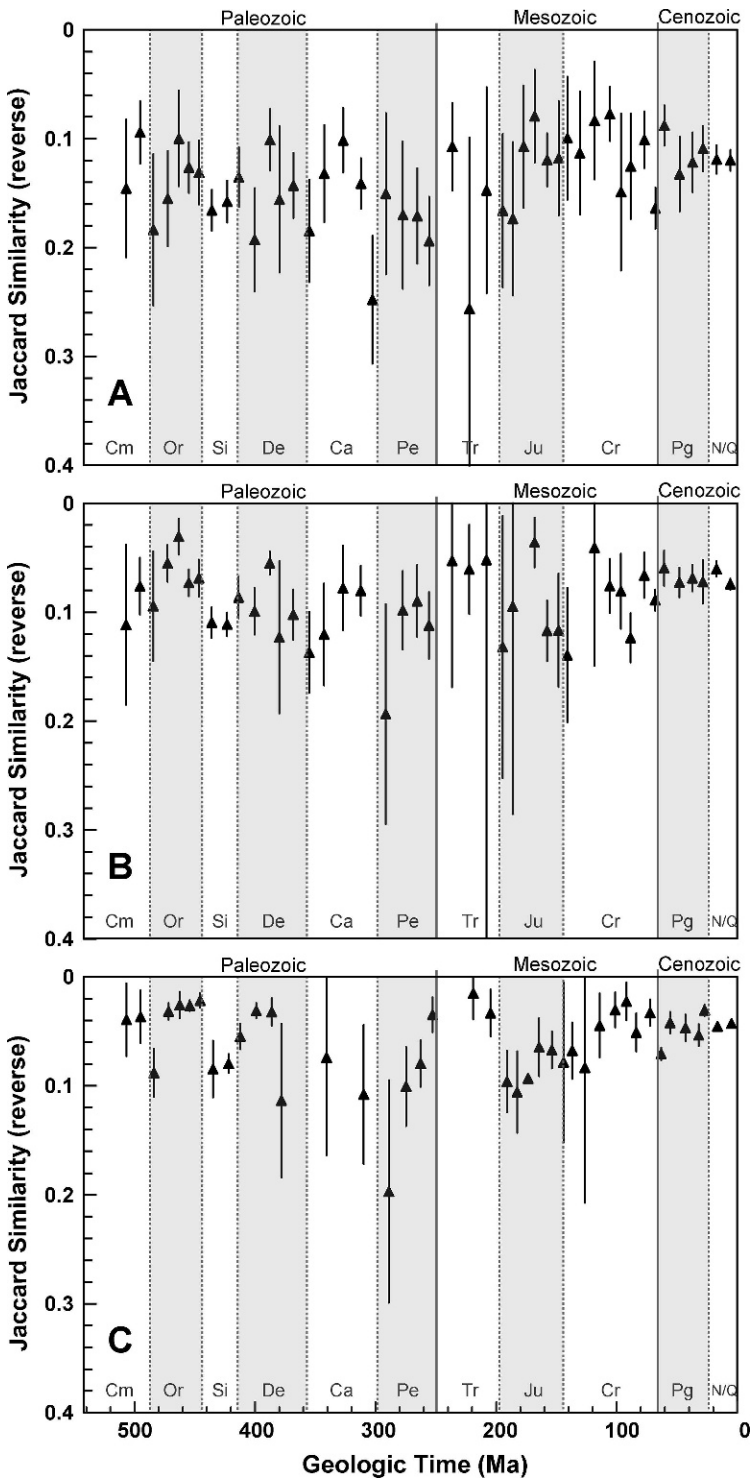 Paleozoic Mesozoic Cenozoic
0
0.1
0.2
0.3
0.4
Jaccard Similarity (reverse)
A
Cm Or Si De Ca Pe Tr Ju Cr Pg N/Q
Paleozoic Mesozoic Cenozoic
0
0.1
0.2
0.3
0.4
Jaccard Similarity (reverse)
B
Cm Or Si De Ca Pe Tr Ju Cr Pg N/Q
Paleozoic Mesozoic Cenozoic
0
0.1
0.2
0.3
0.4
Jaccard Similarity (reverse)
C
Cm Or Si De Ca Pe Tr Ju Cr Pg N/Q
500 400 300 200 100 0
Geologic Time (Ma)